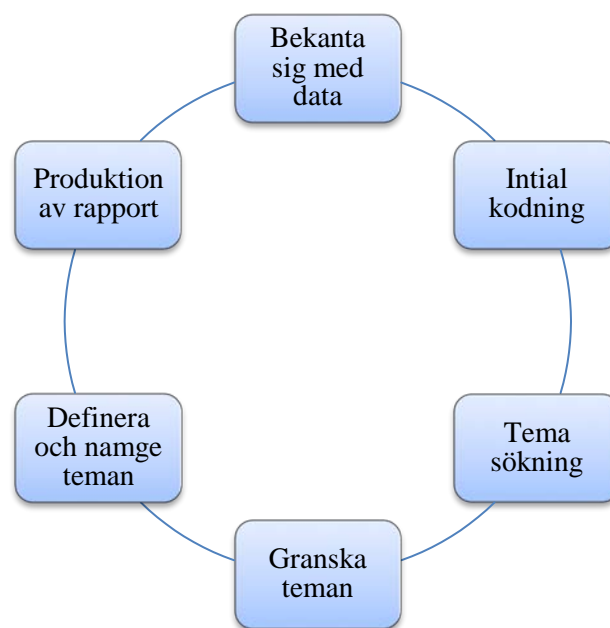 Bekanta
sig med
data
Intial
kodning
Tema
sökning
Granska
teman
Definera
och namge
teman
Produktion
av rapport